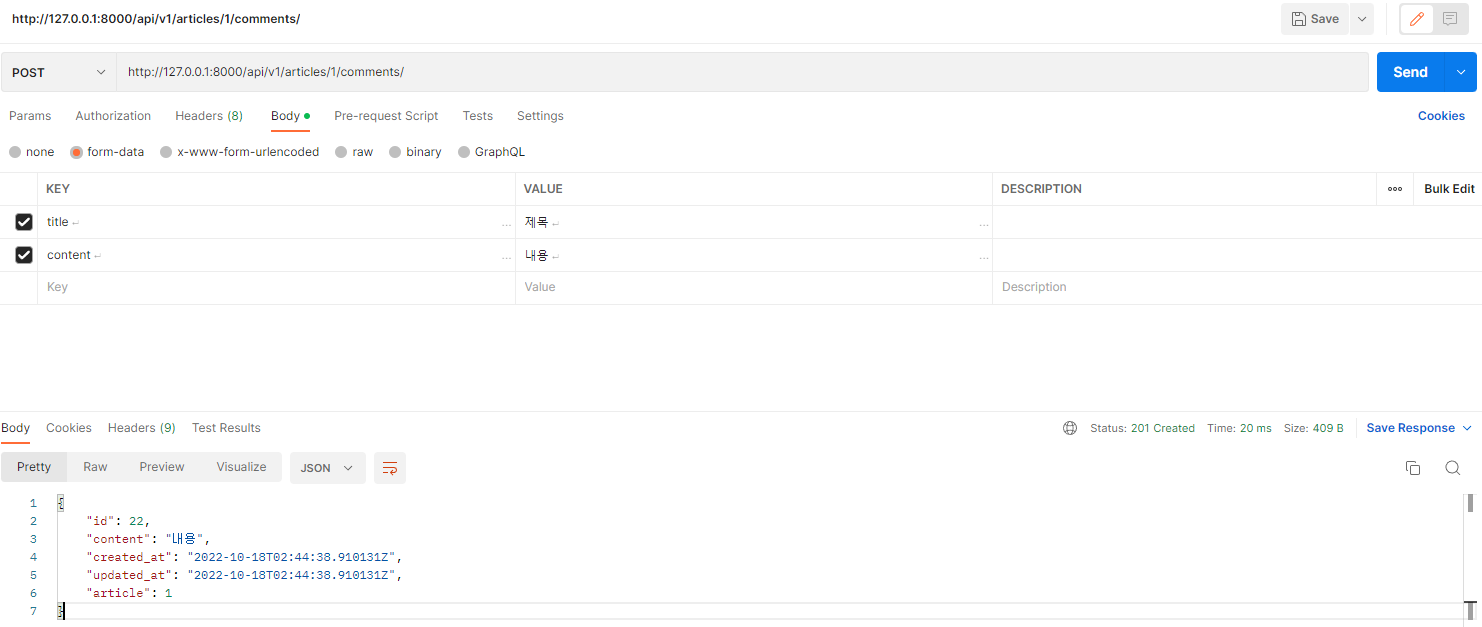 http://127.0.0.1:8000/api/v1/articles/1/comments/ Save
POST http://127.0.0.1:8000/api/v1/articles/1/comments/ Send
Params Authorization Headers (8) Body Pre-request Script Tests Settings Cookies
none form-data x-www-form-urlencoded raw binary GraphQL
KEY VALUE DESCRIPTION ooo Bulk Edit
title ↵ ... 제목 ↵ ...
content ↵ ... 내용 ↵ ...
Key Value Description
Body Cookies Headers (9) Test Results Status: 201 Created Time: 20 ms Size: 409 B Save Response
Pretty Raw Preview Visualize JSON
1 {
2 "id": 22,
3 "content": "내용",
4 "created_at": "2022-10-18T02:44:38.910131Z",
5 "updated_at": "2022-10-18T02:44:38.910131Z",
6 "article": 1
7 }